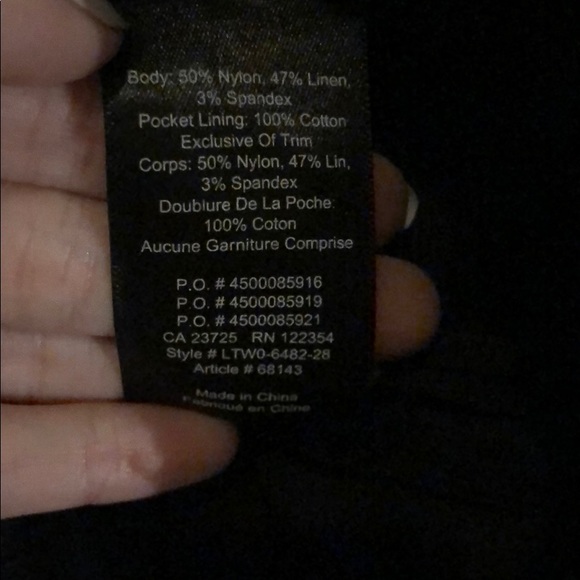 Body: 50% Nylon, 47% Linen,
3% Spandex
Pocket Lining: 100% Cotton
Exclusive Of Trim
Corps: 50% Nylon, 47% Lin,
3% Spandex
Doublure De La Poche:
100% Coton
Aucune Garniture Comprise
P.O. # 4500085916
P.O. # 4500085919
P.O. # 4500085921
CA 23725 RN 122354
Style # LTW0-6482-28
Article # 68143
Made in China
Fabriqué en Chine